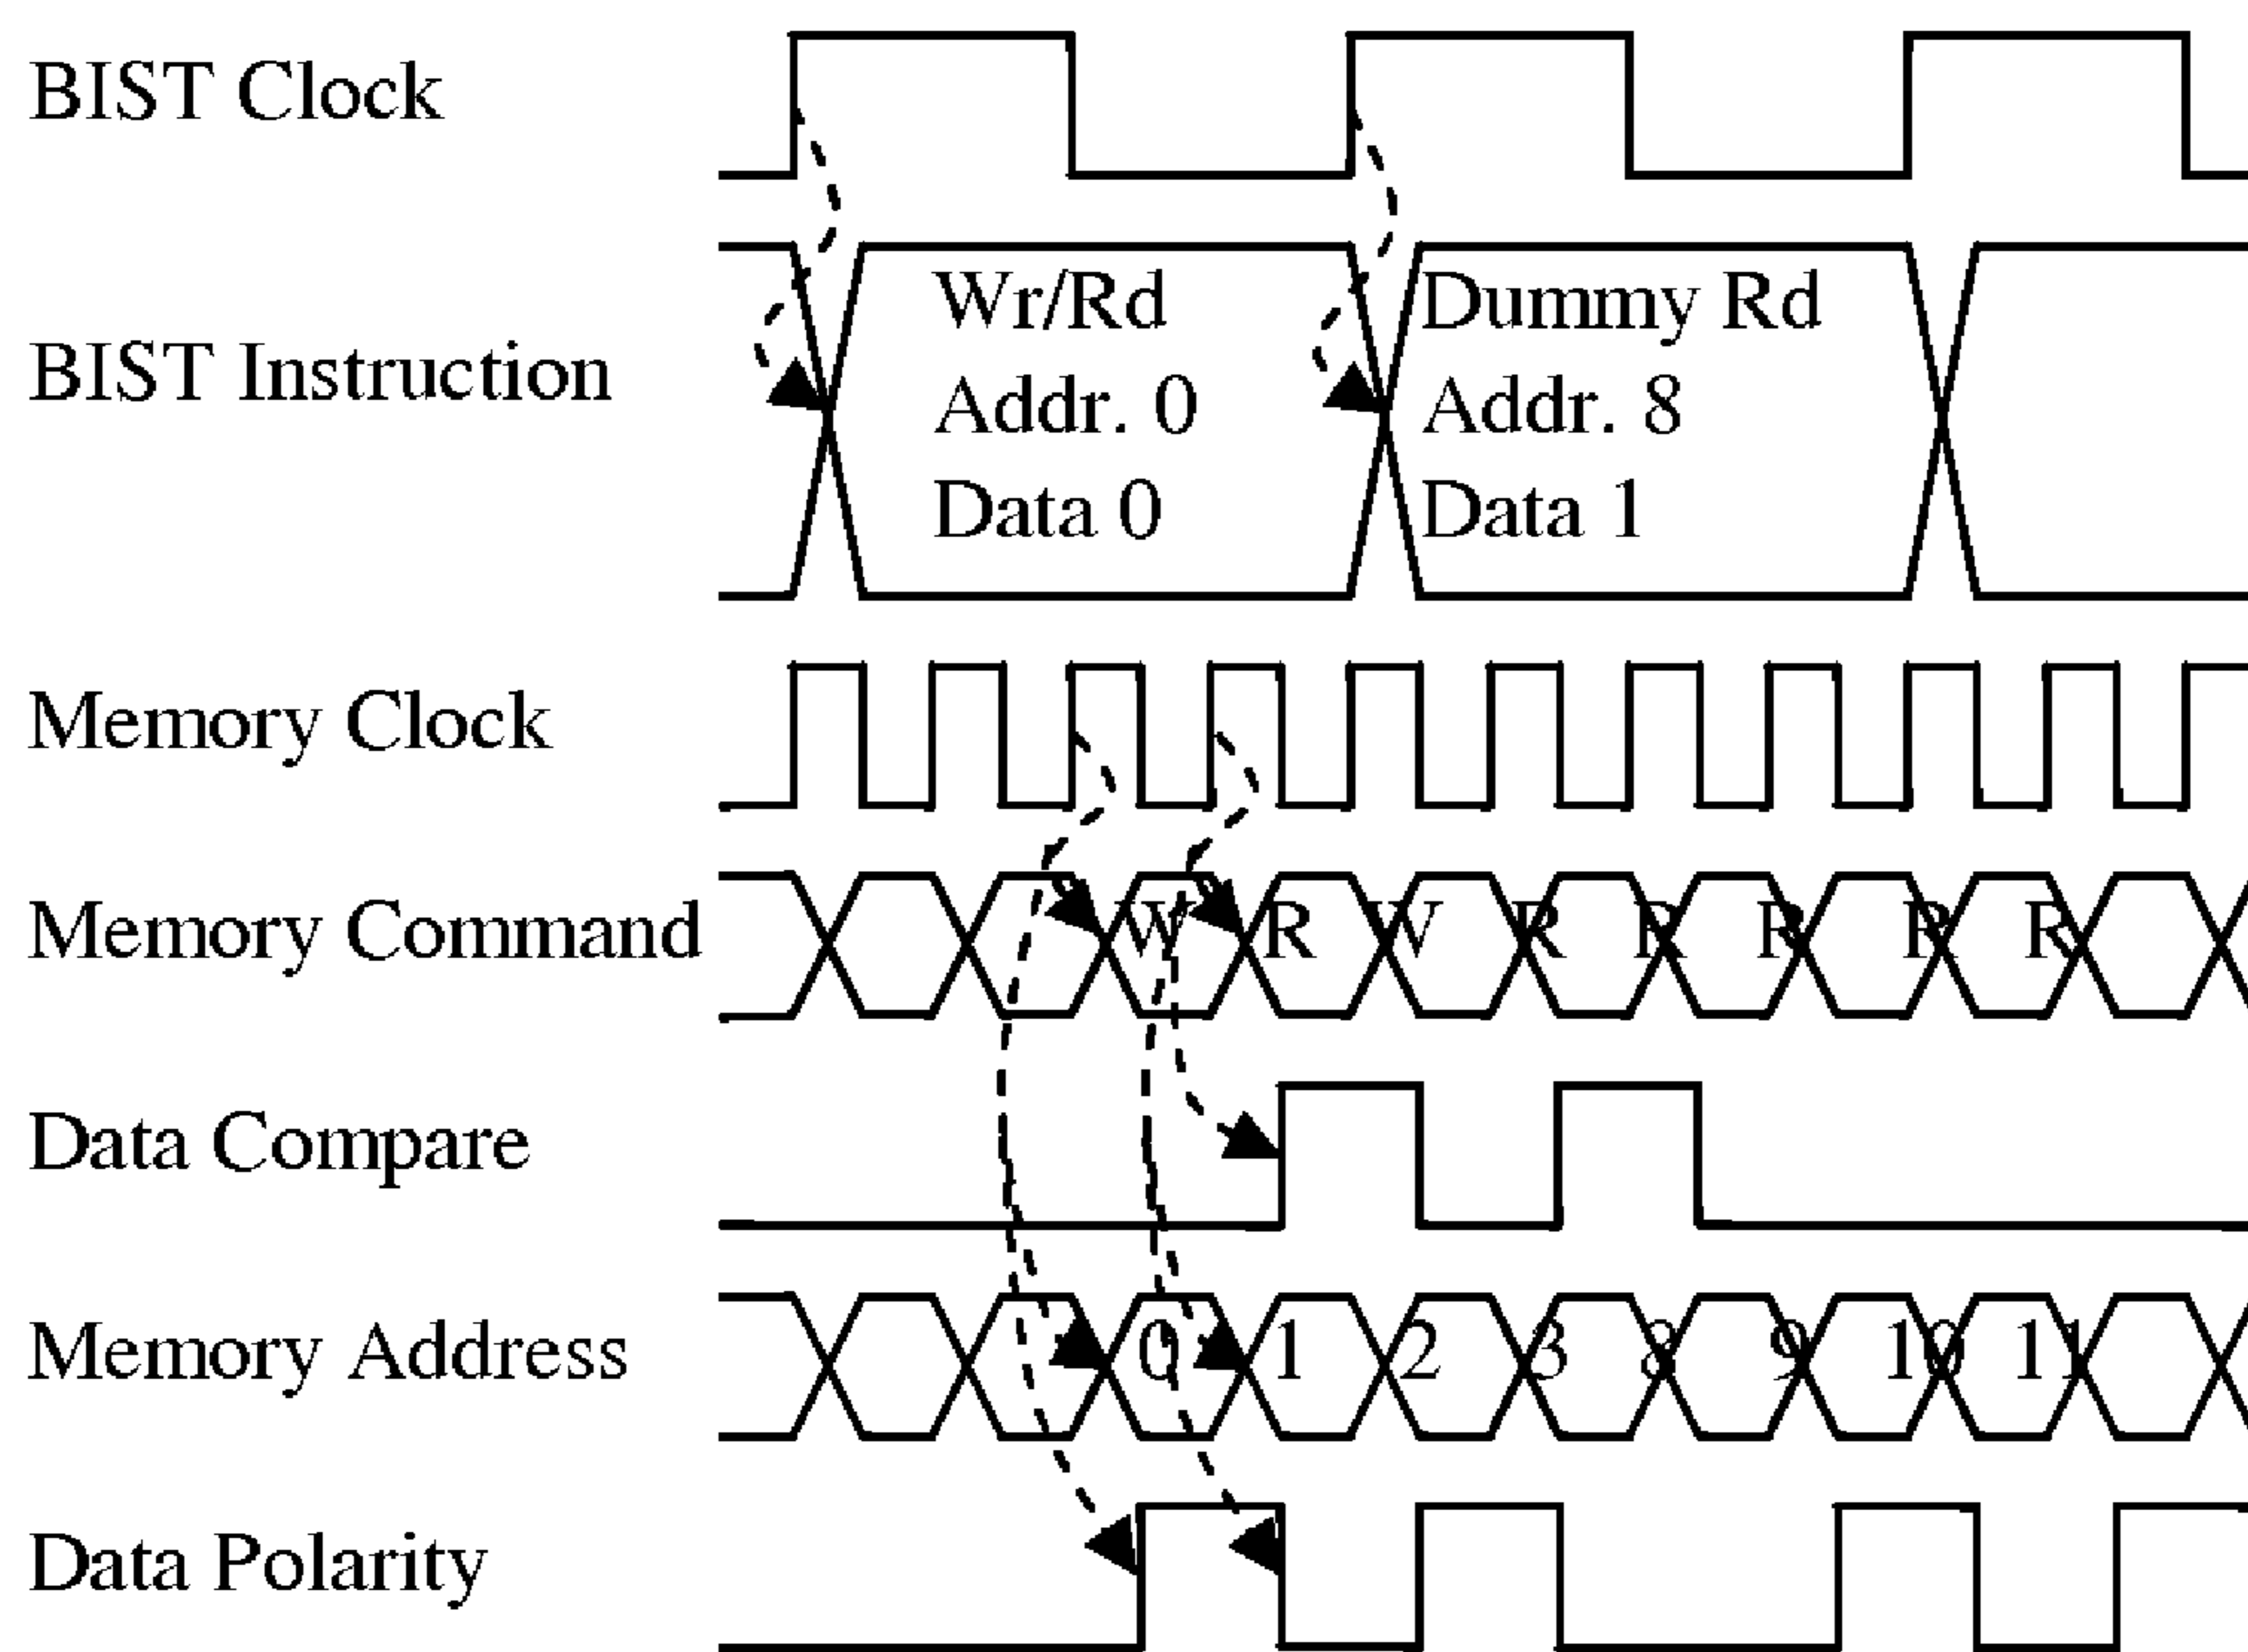 BIST Clock
BIST Instruction
Wr/Rd
Addr. 0
Data 0
Dummy Rd
Addr. 8
Data 1
Memory Clock
Memory Command W R W R R R R R
Data Compare
Memory Address 0 1 2 3 8 9 10 11
Data Polarity